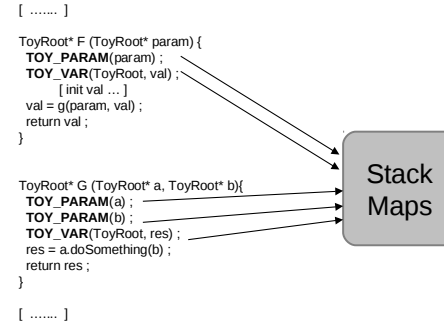 [ ....... ]
ToyRoot* F (ToyRoot* param) {
TOY_PARAM(param) ;
TOY_VAR(ToyRoot, val) ;
[ init val ... ]
val = g(param, val) ;
return val ;
}
ToyRoot* G (ToyRoot* a, ToyRoot* b){
TOY_PARAM(a) ;
TOY_PARAM(b) ;
TOY_VAR(ToyRoot, res) ;
res = a.doSomething(b) ;
return res ;
}
[ ....... ]
Stack
Maps